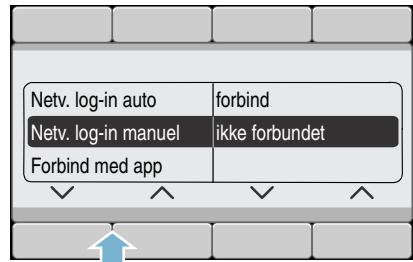 Netv. log-in auto forbind
Netv. log-in manuel ikke forbundet
Forbind med app